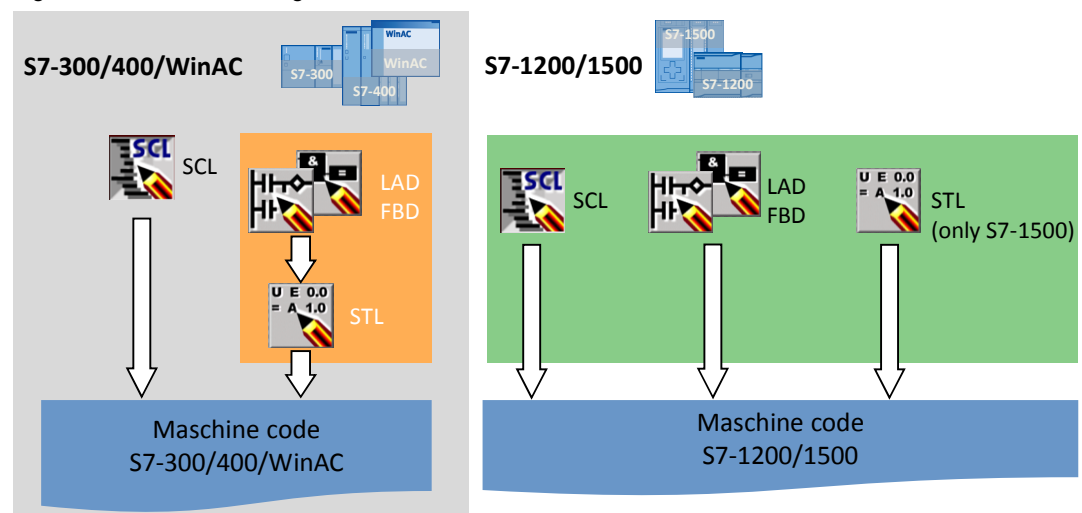 S7-300/400/WinAC
WinAC
WinAC
S7-300
S7-400
SCL
SCL
&
=
LAD
FBD
U E 0.0
= A 1.0
STL
Maschine code
S7-300/400/WinAC
S7-1200/1500
S7-1500
S7-1200
SCL
SCL
&
=
LAD
FBD
U E 0.0
= A 1.0
STL
(only S7-1500)
Maschine code
S7-1200/1500